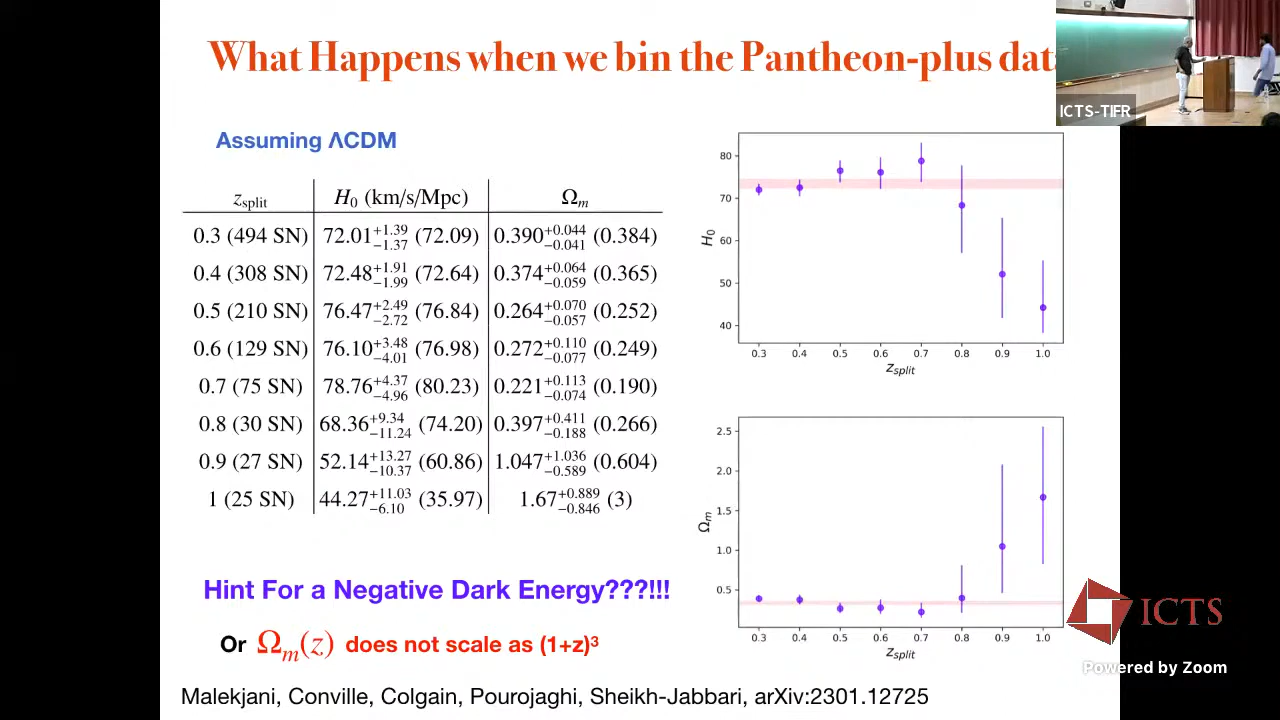 What Happens when we bin the Pantheon-plus dat
ICTS-TIFR
Assuming ΛCDM
z_split H₀ (km/s/Mpc) Ω_m
0.3 (494 SN) 72.01^{+1.39}_{-1.37} (72.09) 0.390^{+0.044}_{-0.041} (0.384)
0.4 (308 SN) 72.48^{+1.91}_{-1.99} (72.64) 0.374^{+0.064}_{-0.059} (0.365)
0.5 (210 SN) 76.47^{+2.49}_{-2.72} (76.84) 0.264^{+0.070}_{-0.057} (0.252)
0.6 (129 SN) 76.10^{+3.48}_{-4.01} (76.98) 0.272^{+0.110}_{-0.077} (0.249)
0.7 (75 SN) 78.76^{+4.37}_{-4.96} (80.23) 0.221^{+0.113}_{-0.074} (0.190)
0.8 (30 SN) 68.36^{+9.34}_{-11.24} (74.20) 0.397^{+0.411}_{-0.188} (0.266)
0.9 (27 SN) 52.14^{+13.27}_{-10.37} (60.86) 1.047^{+1.036}_{-0.589} (0.604)
1 (25 SN) 44.27^{+11.03}_{-6.10} (35.97) 1.67^{+0.889}_{-0.846} (3)
80
70
60
50
40
H₀
0.3 0.4 0.5 0.6 0.7 0.8 0.9 1.0
z_split
2.5
2.0
1.5
1.0
0.5
Ω_m
0.3 0.4 0.5 0.6 0.7 0.8 0.9 1.0
z_split
Hint For a Negative Dark Energy???!!!
Or Ω_m(z) does not scale as (1+z)³
Malekjani, Conville, Colgain, Pourojaghi, Sheikh-Jabbari, arXiv:2301.12725
ICTS
Powered by Zoom